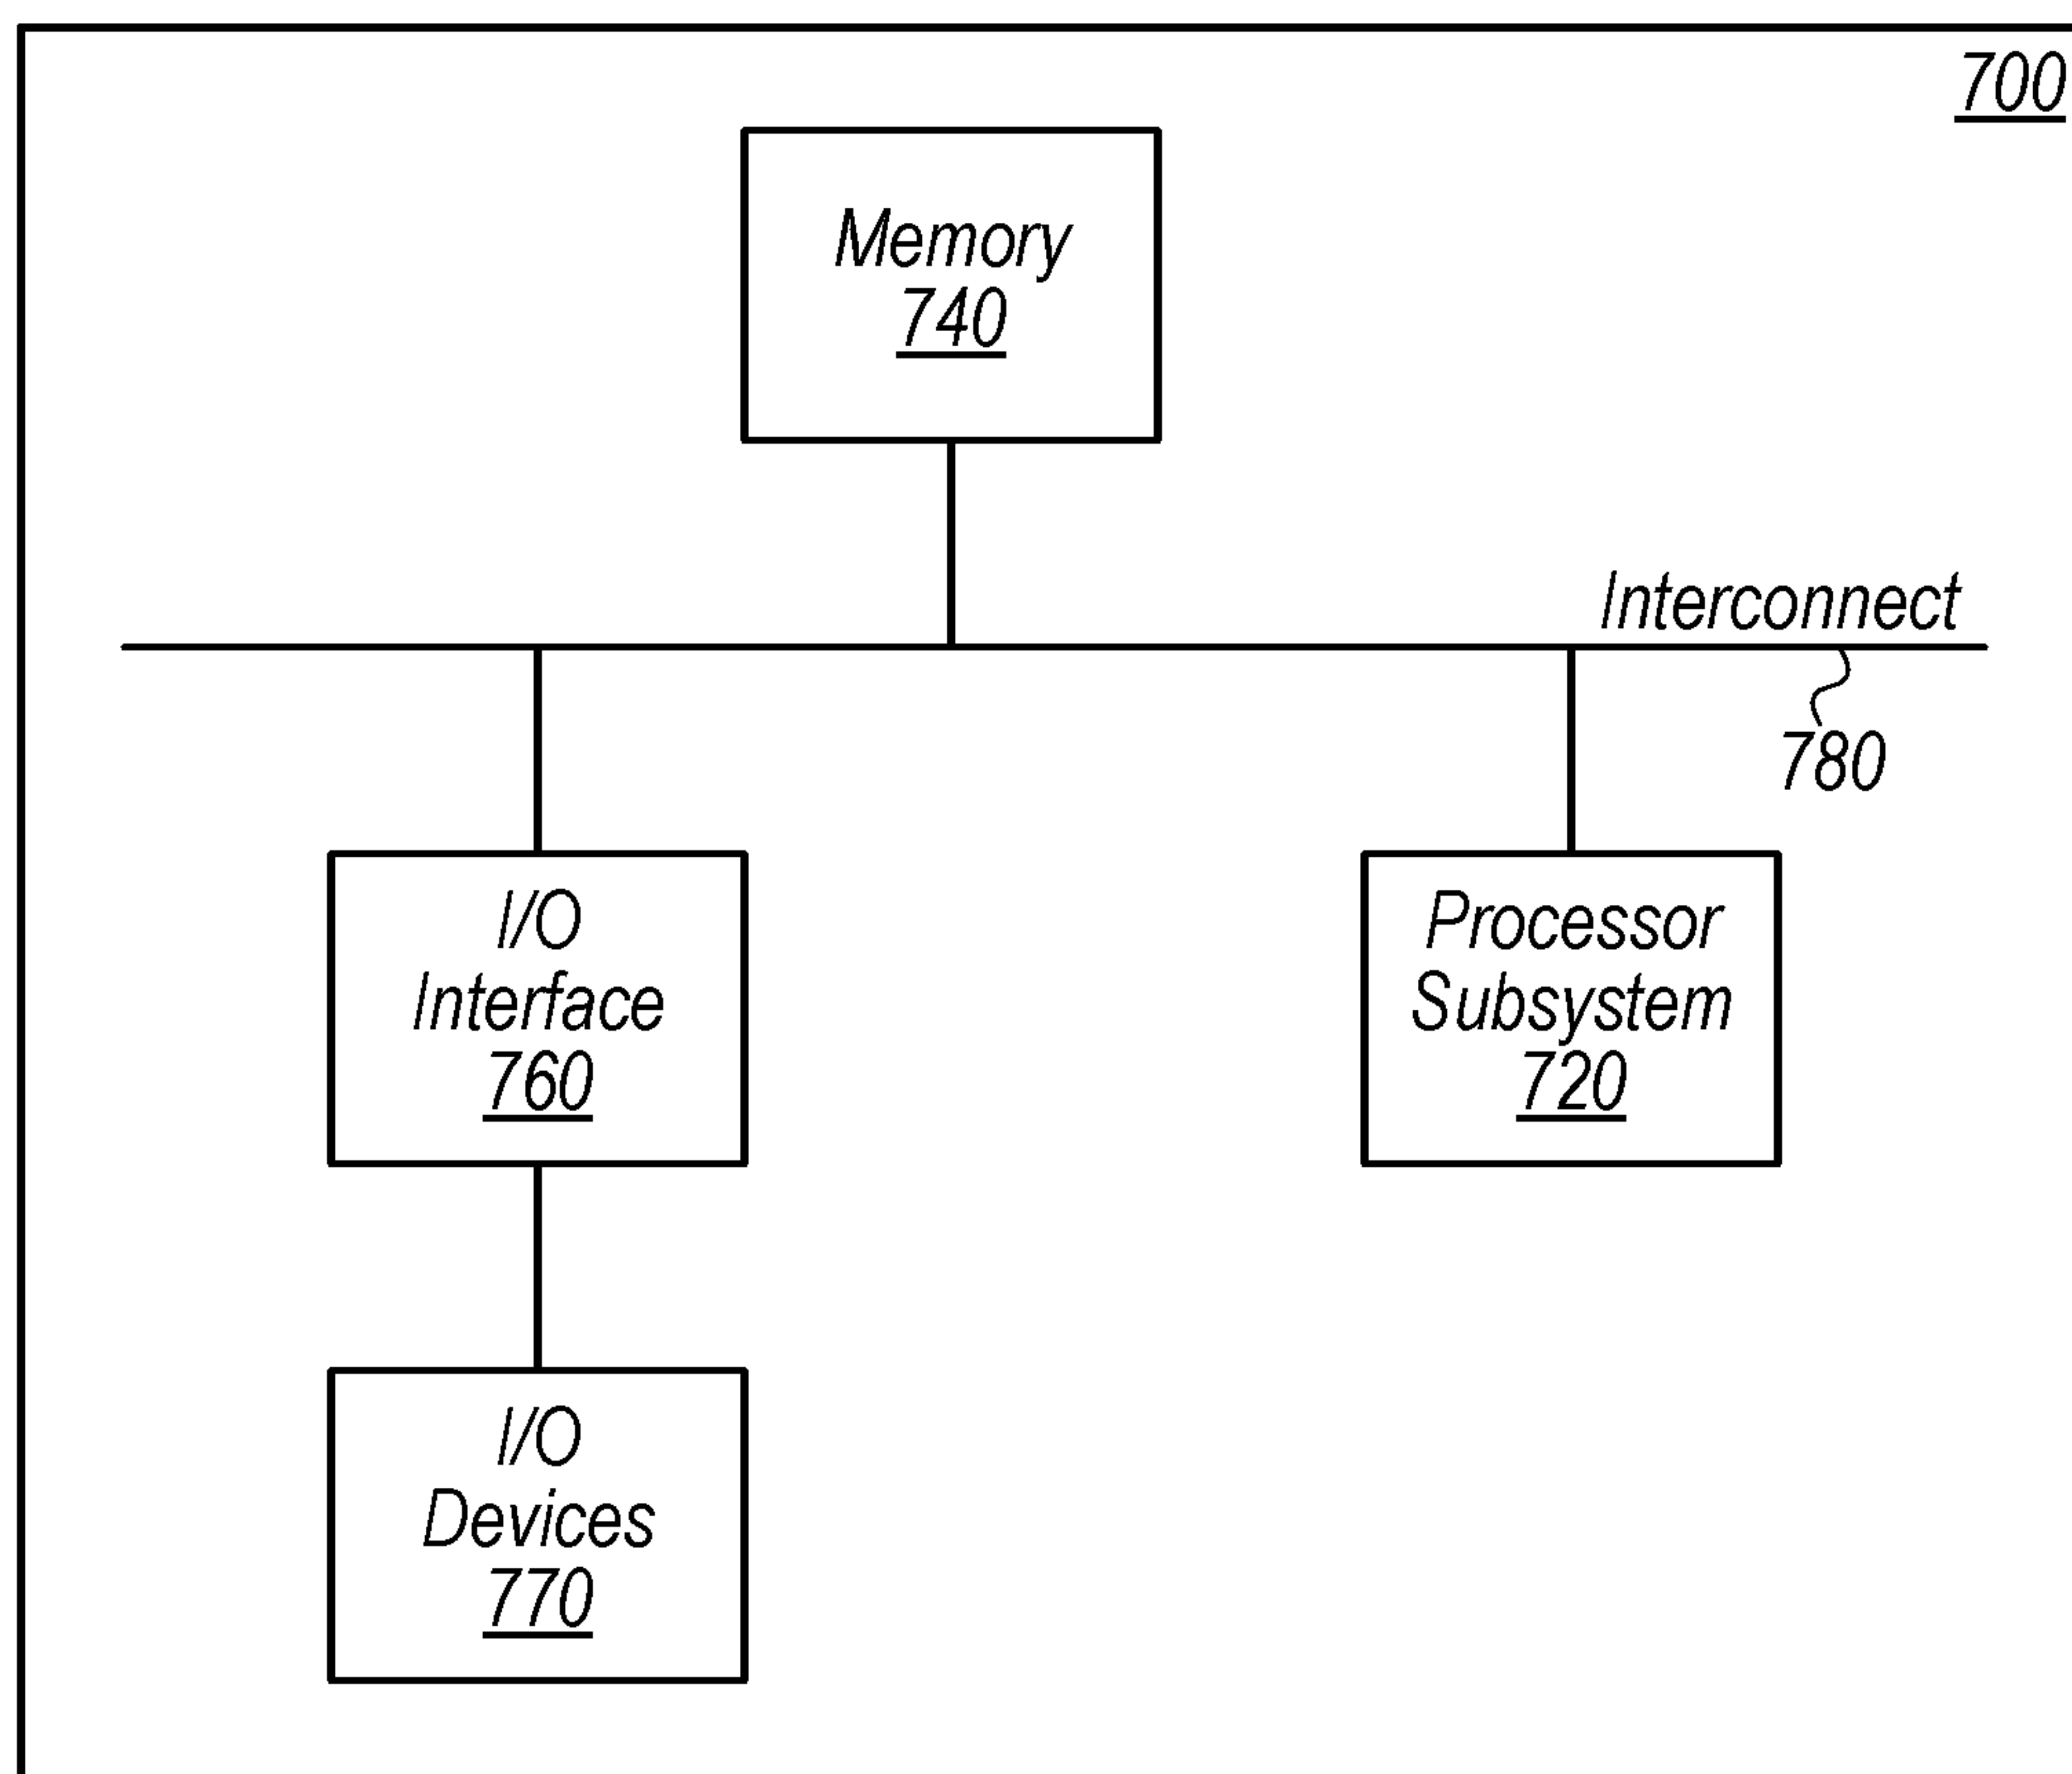 700
Memory
740
Interconnect
780
I/O
Interface
760
Processor
Subsystem
720
I/O
Devices
770